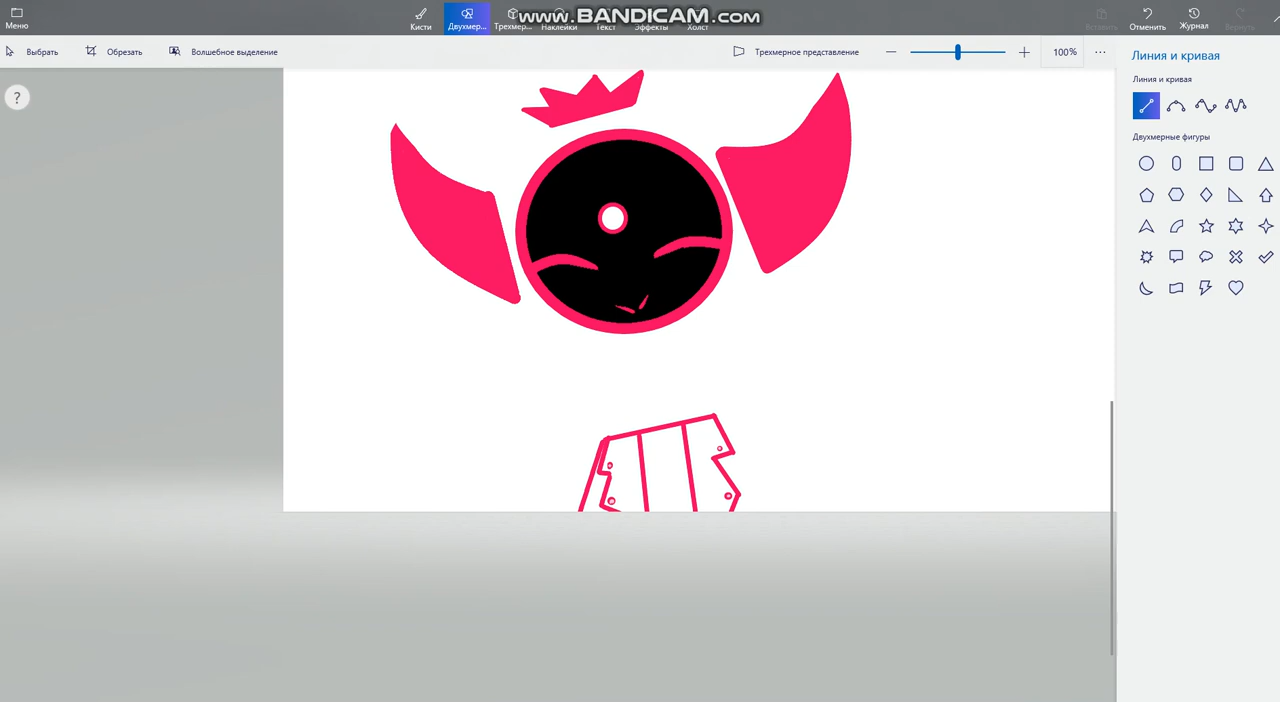 www.BANDICAM.com
Меню
Кисти
Двухмер...
Трехмер...
Наклейки
Текст
Эффекты
Холст
Вставить
Отменить
Журнал
Вернуть
Выбрать
Обрезать
Волшебное выделение
Трехмерное представление
100%
...
?
Линия и кривая
Линия и кривая
Двухмерные фигуры